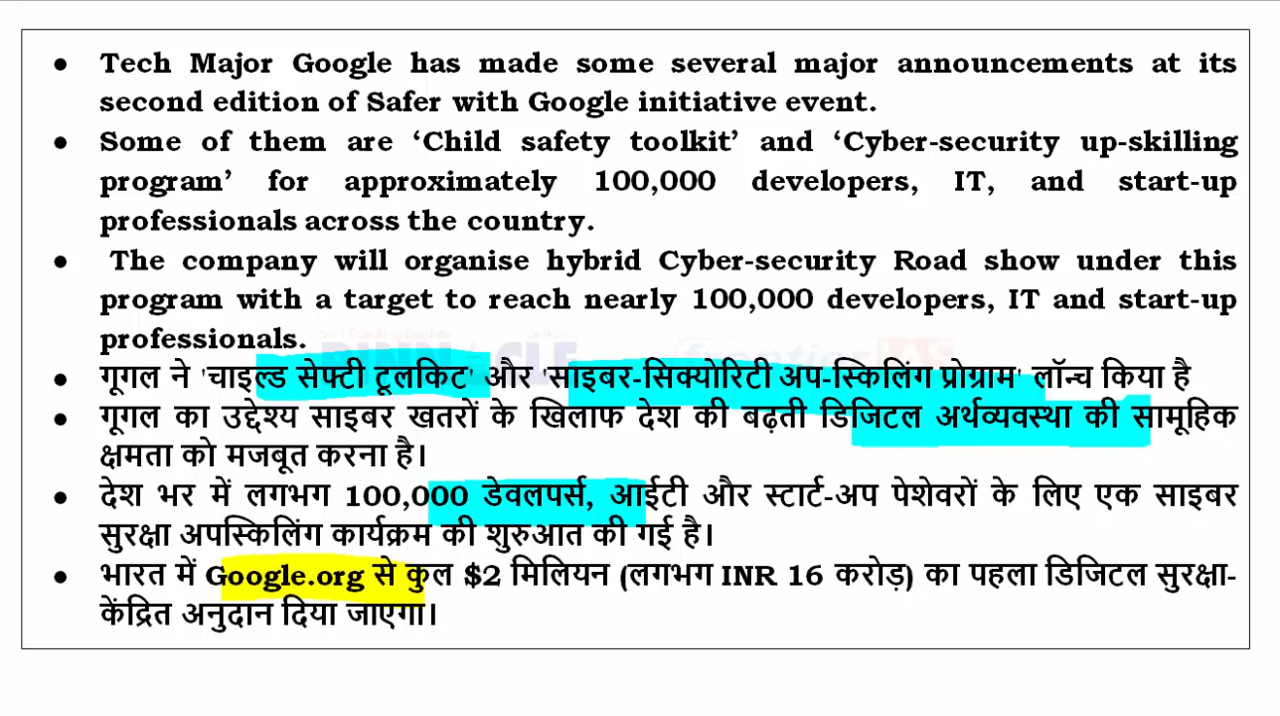 ● Tech Major Google has made some several major announcements at its
second edition of Safer with Google initiative event.
● Some of them are ‘Child safety toolkit’ and ‘Cyber-security up-skilling
program’ for approximately 100,000 developers, IT, and start-up
professionals across the country.
● The company will organise hybrid Cyber-security Road show under this
program with a target to reach nearly 100,000 developers, IT and start-up
professionals.
● गूगल ने 'चाइल्ड सेफ्टी टूलकिट' और 'साइबर-सिक्योरिटी अप-स्किलिंग प्रोग्राम' लॉन्च किया है
● गूगल का उद्देश्य साइबर खतरों के खिलाफ देश की बढ़ती डिजिटल अर्थव्यवस्था की सामूहिक
क्षमता को मजबूत करना है।
● देश भर में लगभग 100,000 डेवलपर्स, आईटी और स्टार्ट-अप पेशेवरों के लिए एक साइबर
सुरक्षा अपस्किलिंग कार्यक्रम की शुरुआत की गई है।
● भारत में Google.org से कुल $2 मिलियन (लगभग INR 16 करोड़) का पहला डिजिटल सुरक्षा-
केंद्रित अनुदान दिया जाएगा।